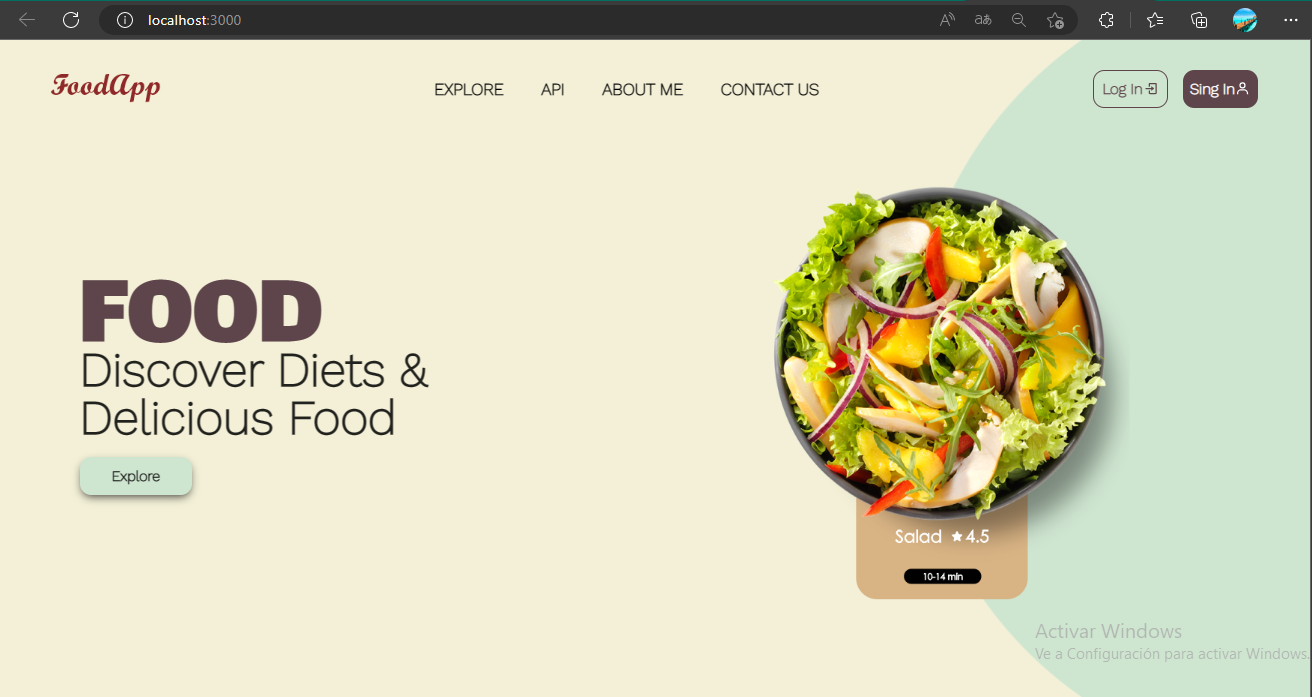 localhost:3000
FoodApp
EXPLORE API ABOUT ME CONTACT US
Log In
Sing In
FOOD
Discover Diets &
Delicious Food
Explore
Salad ★ 4.5
10-14 min
Activar Windows
Ve a Configuración para activar Windows.